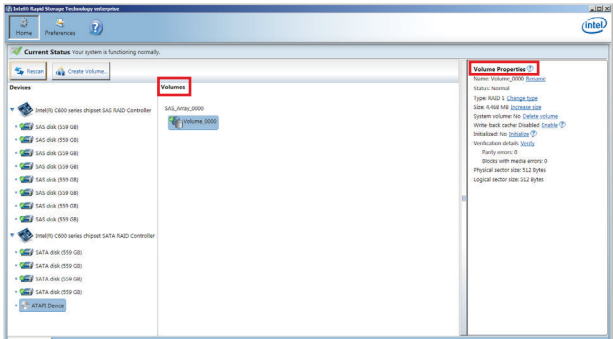 Intel® Rapid Storage Technology enterprise
Home
Preferences
?
(intel)
Current Status Your system is functioning normally.
Rescan
Create Volume...
Devices
Intel(R) C600 series chipset SAS RAID Controller
SAS disk (559 GB)
SAS disk (559 GB)
SAS disk (559 GB)
SAS disk (559 GB)
SAS disk (559 GB)
SAS disk (559 GB)
SAS disk (559 GB)
SAS disk (559 GB)
Intel(R) C600 series chipset SATA RAID Controller
SATA disk (559 GB)
SATA disk (559 GB)
SATA disk (559 GB)
SATA disk (559 GB)
ATAPI Device
Volumes
SAS_Array_0000
Volume_0000
Volume Properties ?
Name: Volume_0000 Rename
Status: Normal
Type: RAID 5 Change type
Size: 4,468 MB Increase size
System volume: No Delete volume
Write back cache: Disabled Enable ?
Initialized: No Initialize ?
Verification details Verify
Parity errors: 0
Blocks with media errors: 0
Physical sector size: 512 Bytes
Logical sector size: 512 Bytes